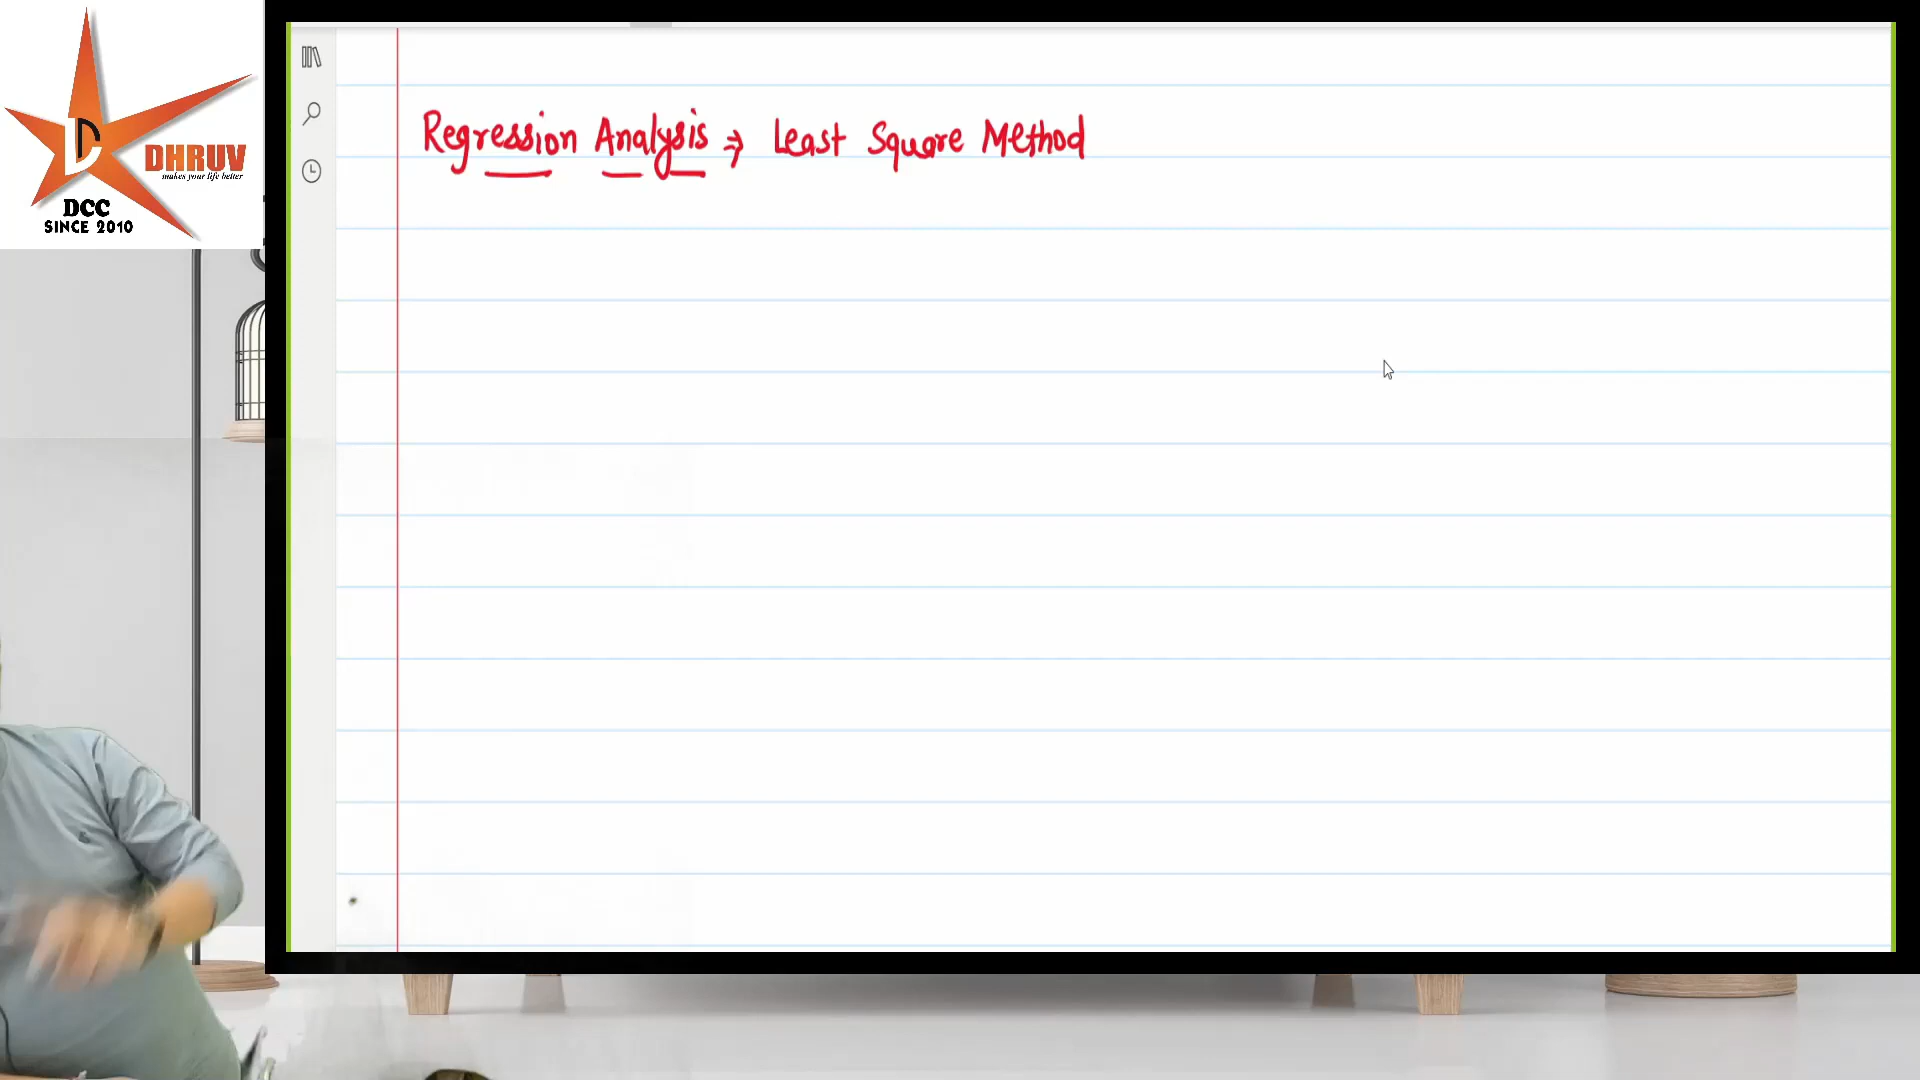 DHRUV
makes your life better
DCC
SINCE 2010
Regression Analysis ⇒ Least Square Method